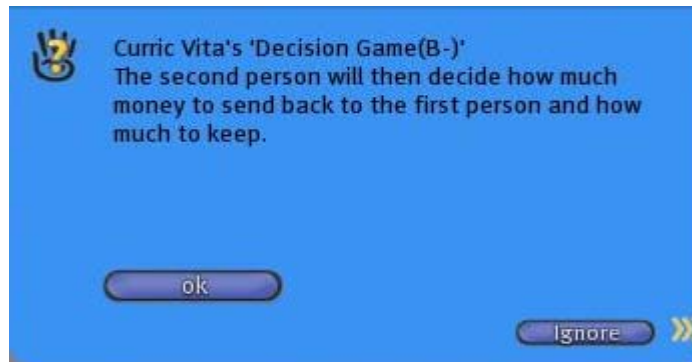 Curric Vita's 'Decision Game(B-)'
The second person will then decide how much
money to send back to the first person and how
much to keep.
ok
Ignore